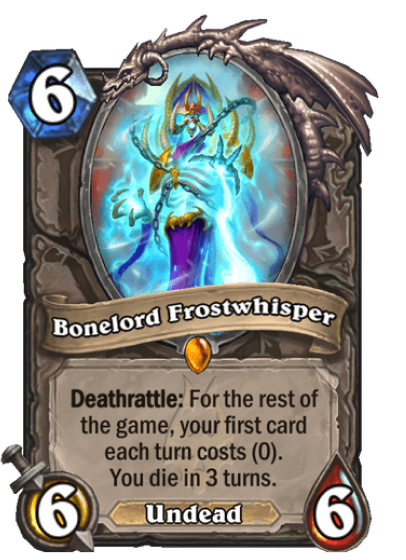 6
Bonelord Frostwhisper
Deathrattle: For the rest of
the game, your first card
each turn costs (0).
You die in 3 turns.
6
Undead
6